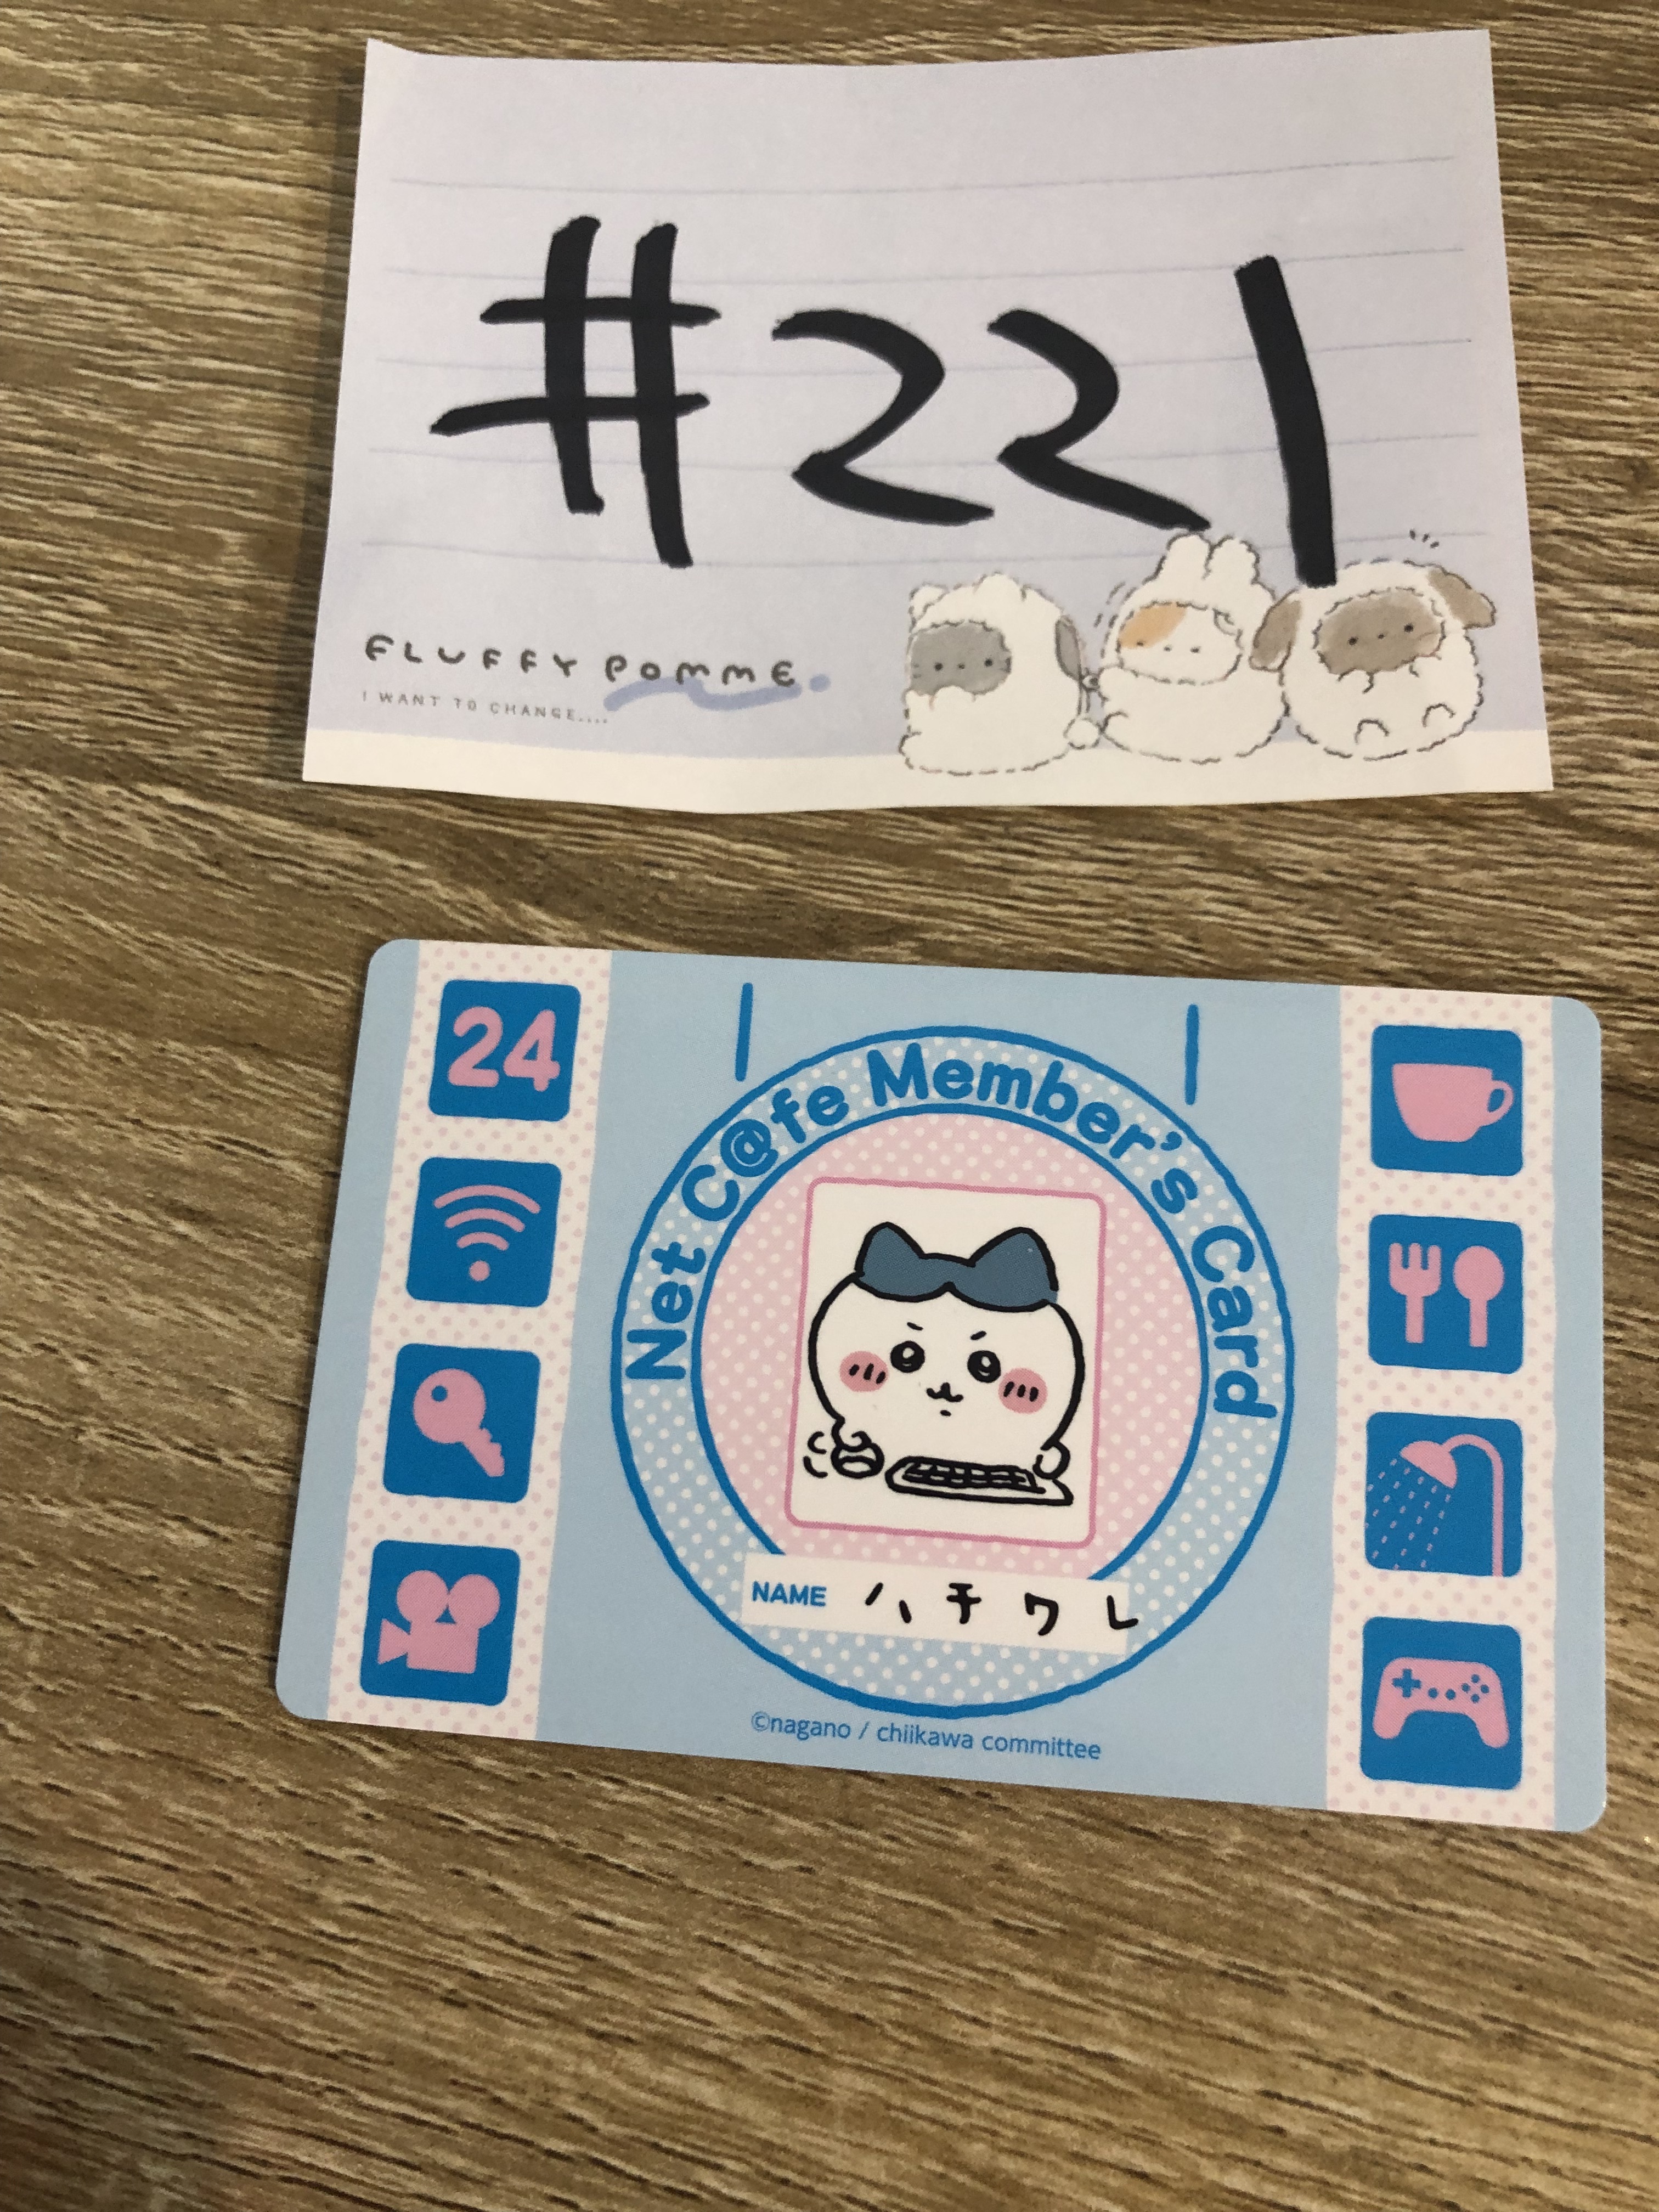 #221
FLUFFY POMME.
I WANT TO CHANGE....
24
Net C@fe Member's Card
NAME ハチワレ
©nagano / chiikawa committee